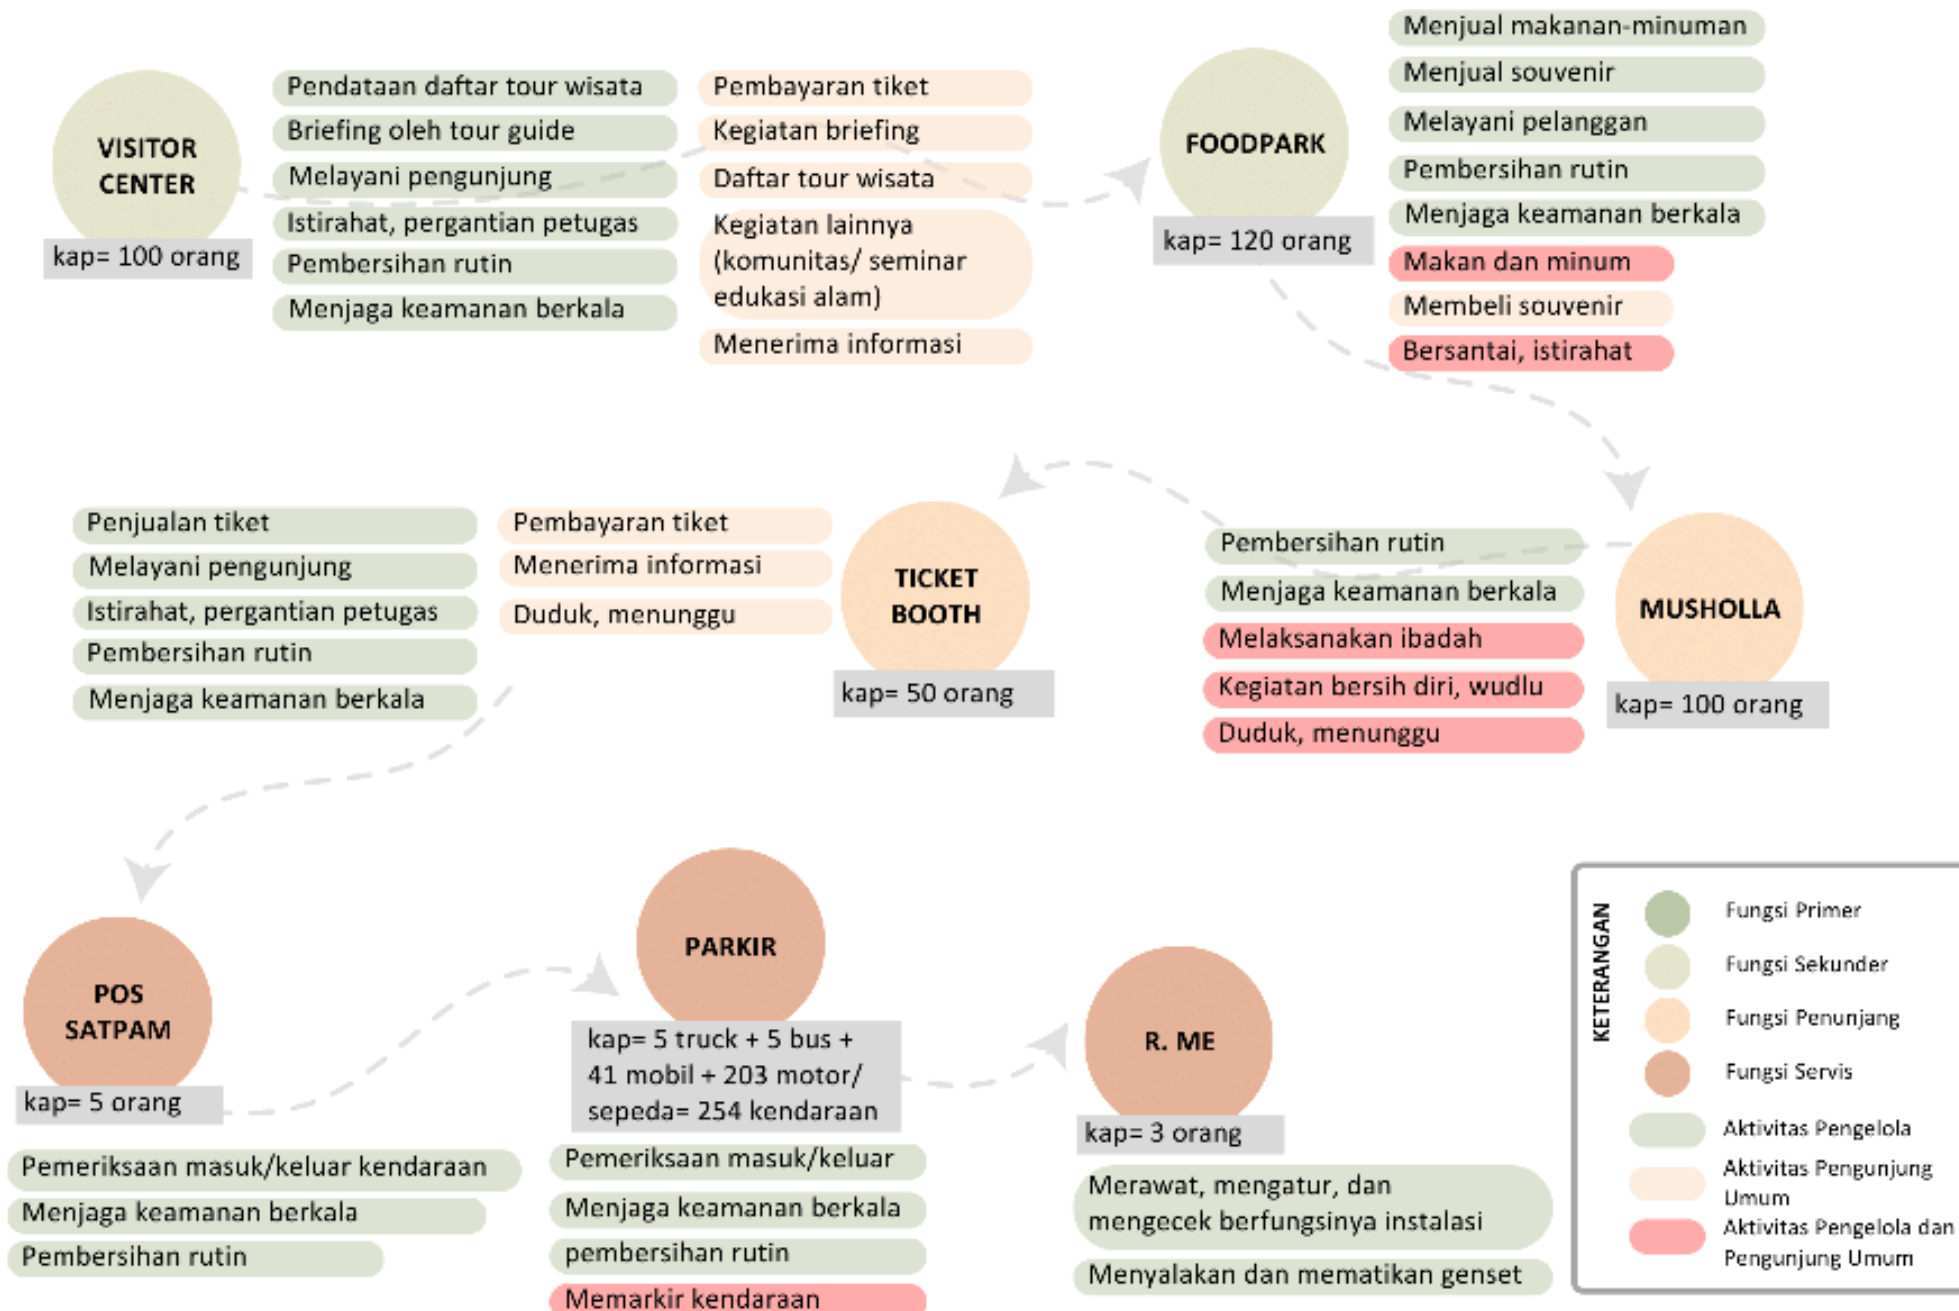 VISITOR
CENTER
kap= 100 orang
Pendataan daftar tour wisata
Briefing oleh tour guide
Melayani pengunjung
Istirahat, pergantian petugas
Pembersihan rutin
Menjaga keamanan berkala
Pembayaran tiket
Kegiatan briefing
Daftar tour wisata
Kegiatan lainnya
(komunitas/ seminar
edukasi alam)
Menerima informasi
FOODPARK
kap= 120 orang
Menjual makanan-minuman
Menjual souvenir
Melayani pelanggan
Pembersihan rutin
Menjaga keamanan berkala
Makan dan minum
Membeli souvenir
Bersantai, istirahat
Penjualan tiket
Melayani pengunjung
Istirahat, pergantian petugas
Pembersihan rutin
Menjaga keamanan berkala
Pembayaran tiket
Menerima informasi
Duduk, menunggu
TICKET
BOOTH
kap= 50 orang
Pembersihan rutin
Menjaga keamanan berkala
Melaksanakan ibadah
Kegiatan bersih diri, wudlu
Duduk, menunggu
MUSHOLLA
kap= 100 orang
POS
SATPAM
kap= 5 orang
Pemeriksaan masuk/keluar kendaraan
Menjaga keamanan berkala
Pembersihan rutin
PARKIR
kap= 5 truck + 5 bus +
41 mobil + 203 motor/
sepeda= 254 kendaraan
Pemeriksaan masuk/keluar
Menjaga keamanan berkala
pembersihan rutin
Memarkir kendaraan
R. ME
kap= 3 orang
Merawat, mengatur, dan
mengecek berfungsinya instalasi
Menyalakan dan mematikan genset
KETERANGAN
Fungsi Primer
Fungsi Sekunder
Fungsi Penunjang
Fungsi Servis
Aktivitas Pengelola
Aktivitas Pengunjung
Umum
Aktivitas Pengelola dan
Pengunjung Umum